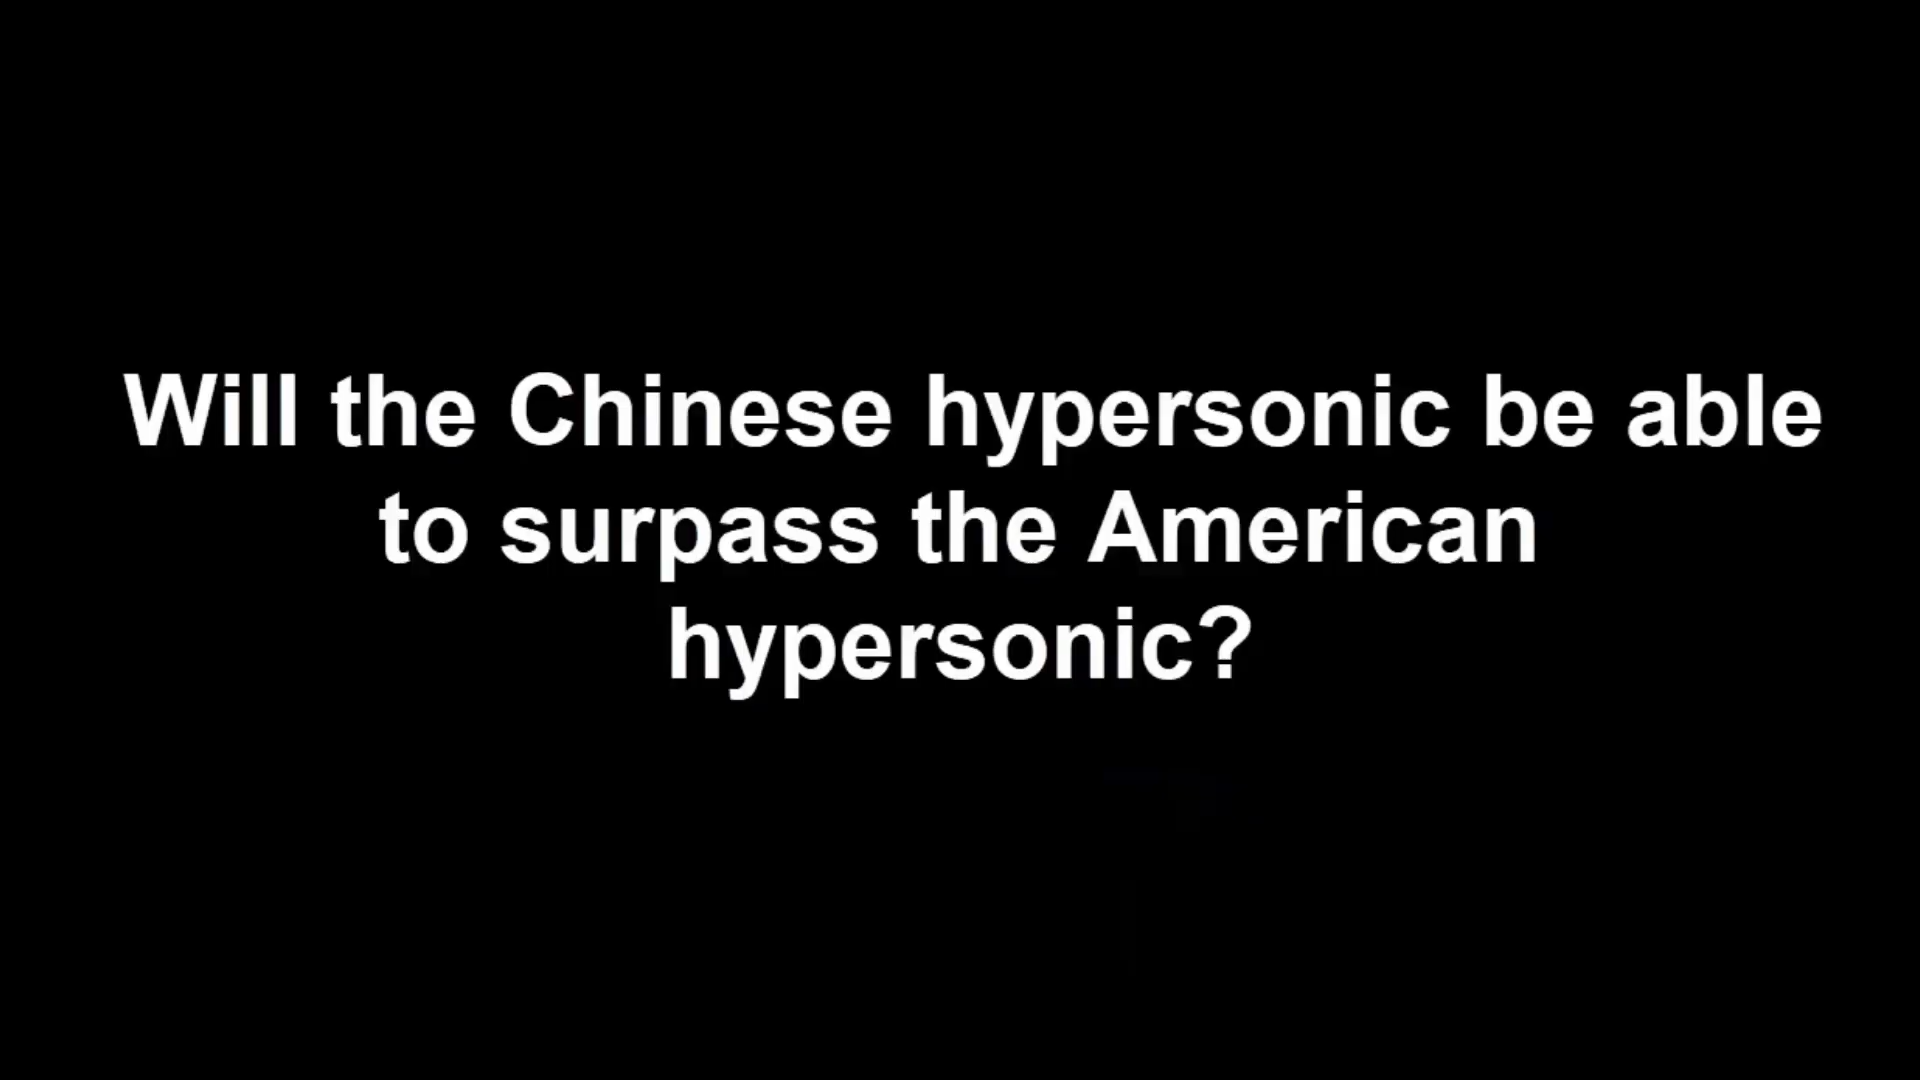 Will the Chinese hypersonic be able
to surpass the American
hypersonic?